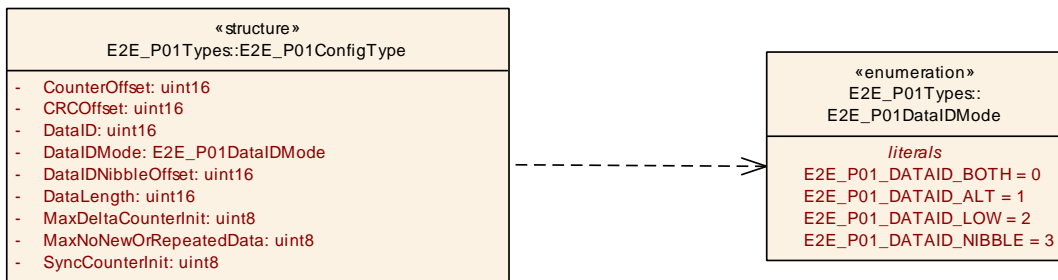 «structure»
E2E_P01Types::E2E_P01ConfigType
- CounterOffset: uint16
- CRCOffset: uint16
- DataID: uint16
- DataIDMode: E2E_P01DataIDMode
- DataIDNibbleOffset: uint16
- DataLength: uint16
- MaxDeltaCounterInit: uint8
- MaxNoNewOrRepeatedData: uint8
- SyncCounterInit: uint8
«enumeration»
E2E_P01Types::
E2E_P01DataIDMode
literals
E2E_P01_DATAID_BOTH = 0
E2E_P01_DATAID_ALT = 1
E2E_P01_DATAID_LOW = 2
E2E_P01_DATAID_NIBBLE = 3